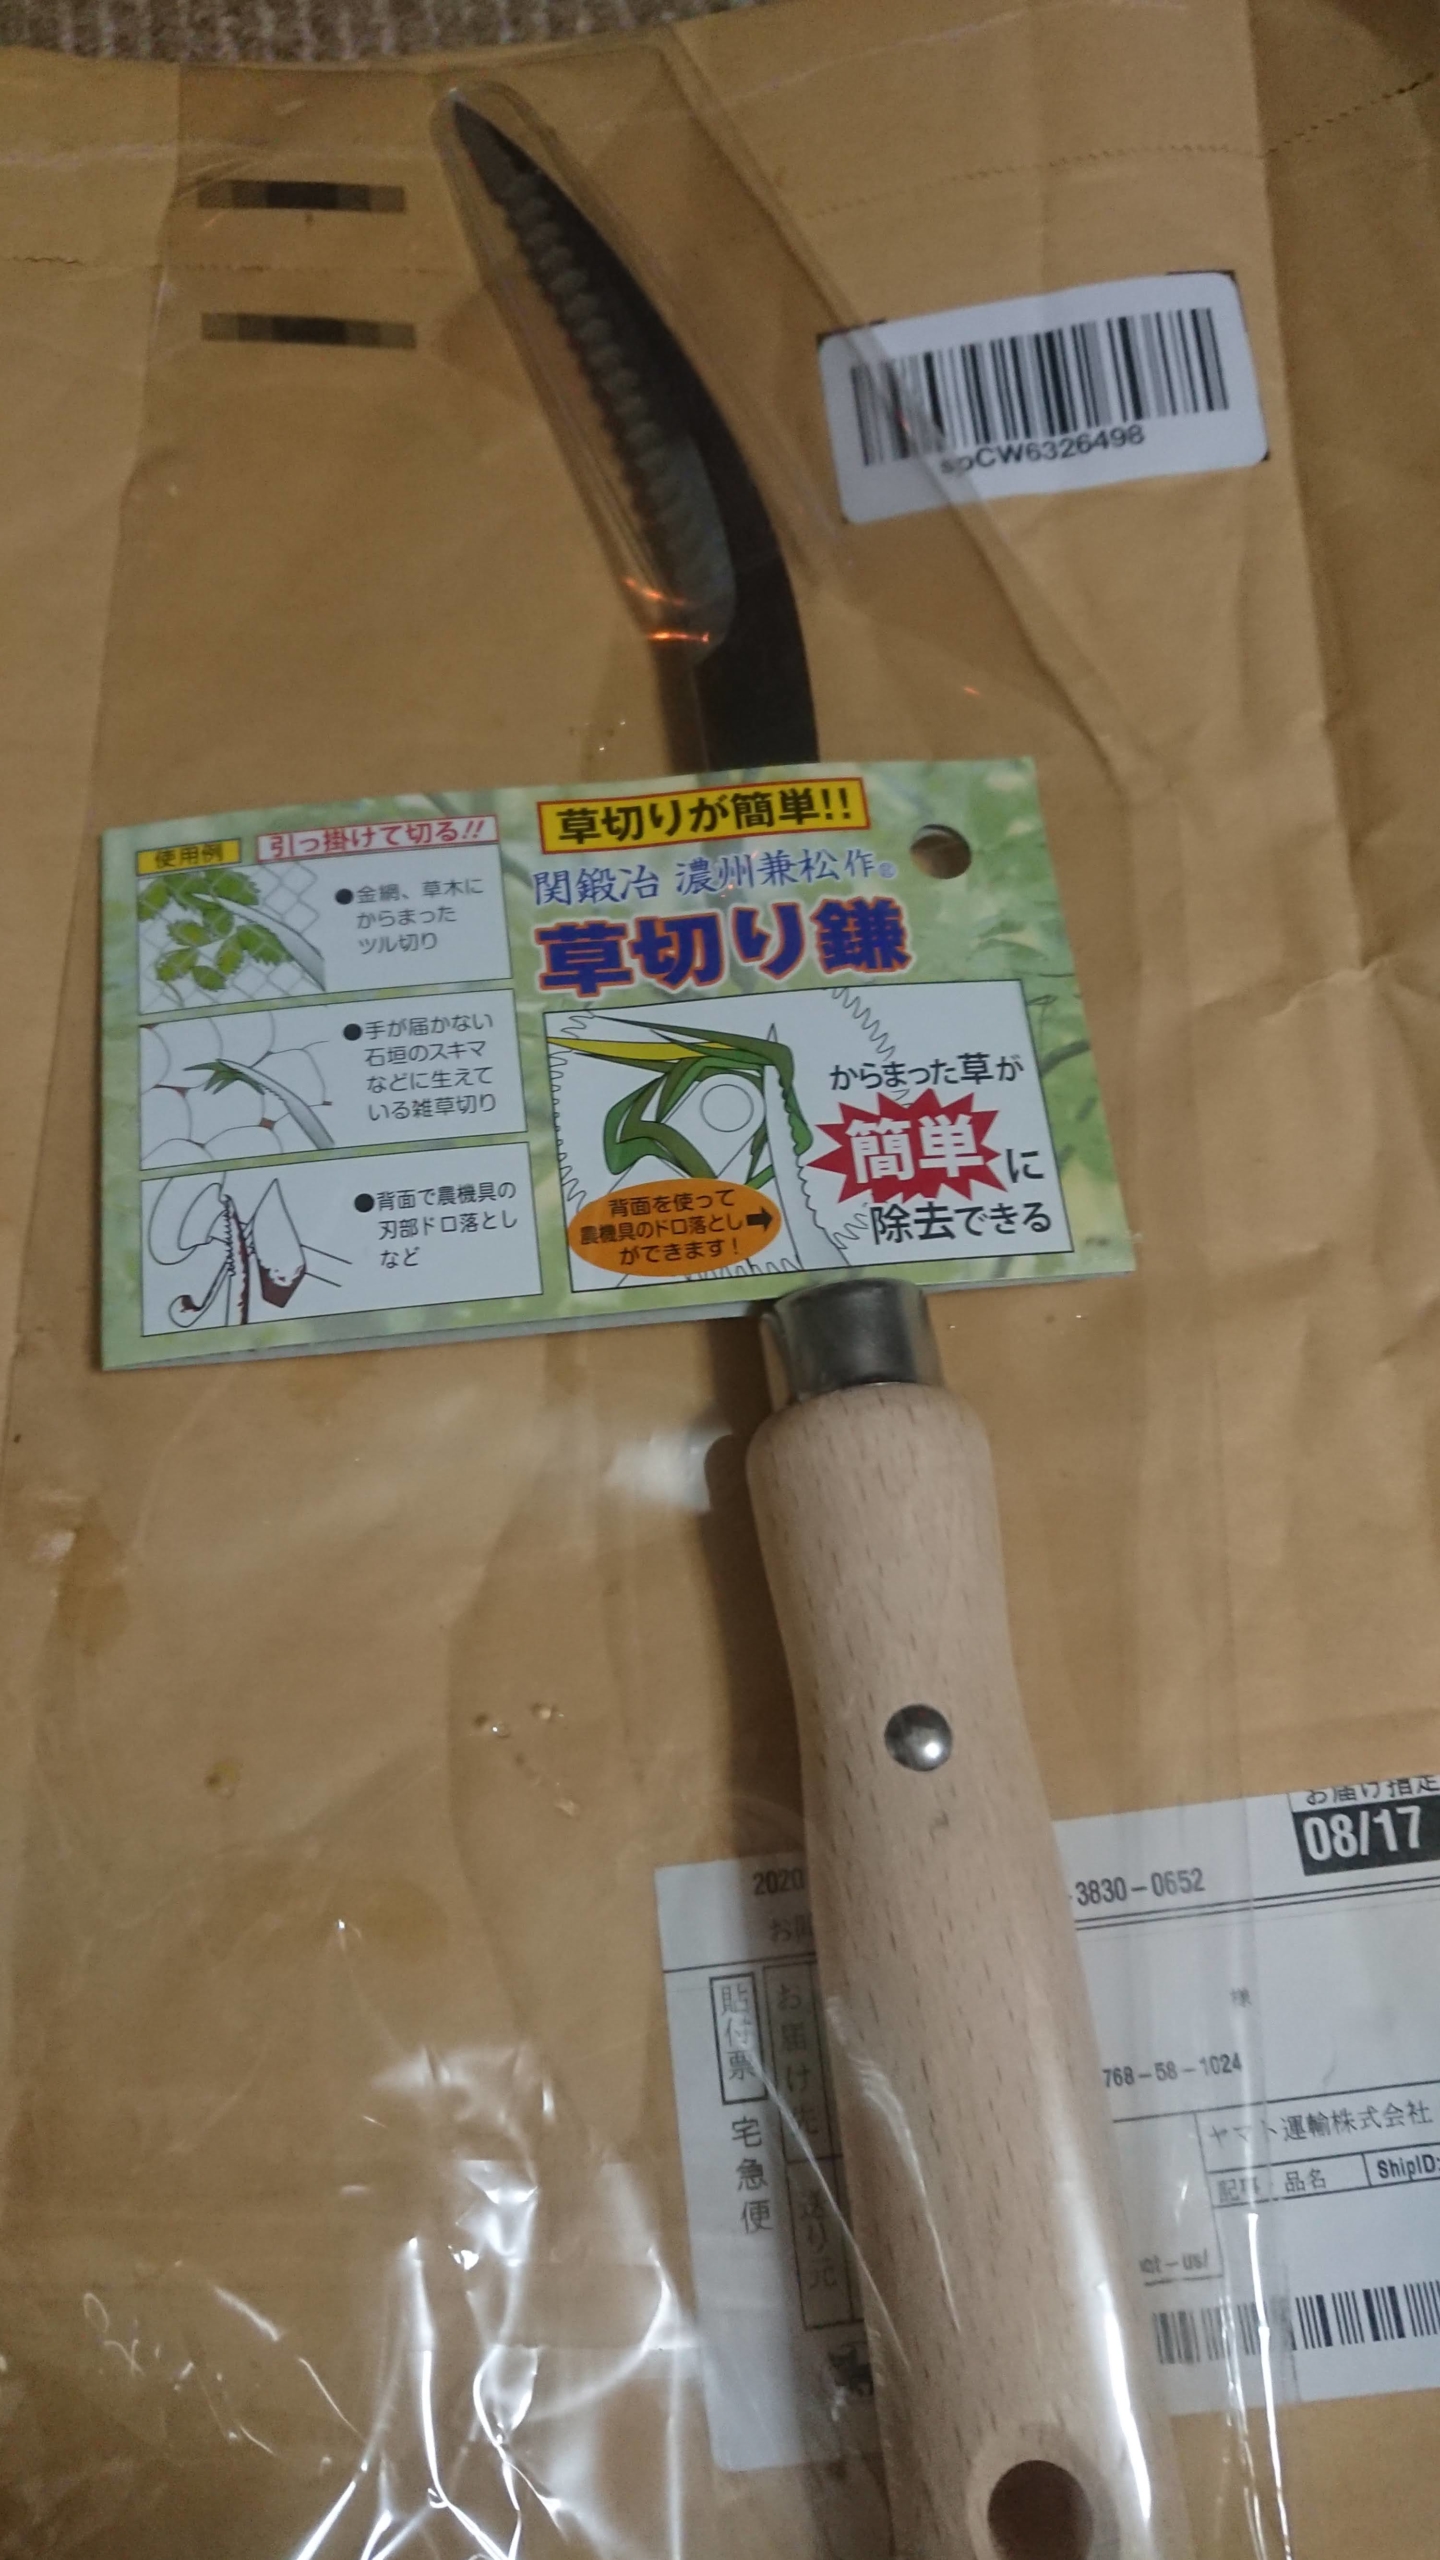 spCW6326498
草切りが簡単!!
関鍛冶 濃州兼松作®
草切り鎌
使用例
引っ掛けて切る!!
●金網、草木に
からまった
ツル切り
●手が届かない
石垣のスキマ
などに生えて
いる雑草切り
●背面で農機具の
刃部ドロ落とし
など
からまった草が
簡単に
除去できる
背面を使って
農機具のドロ落とし
ができます!
お届け指定
08/17
2020
-3830-0652
様
貼付票
宅急便
お届け先
768-58-1024
ヤマト運輸株式会社
記事 品名
ShipID:
送り元